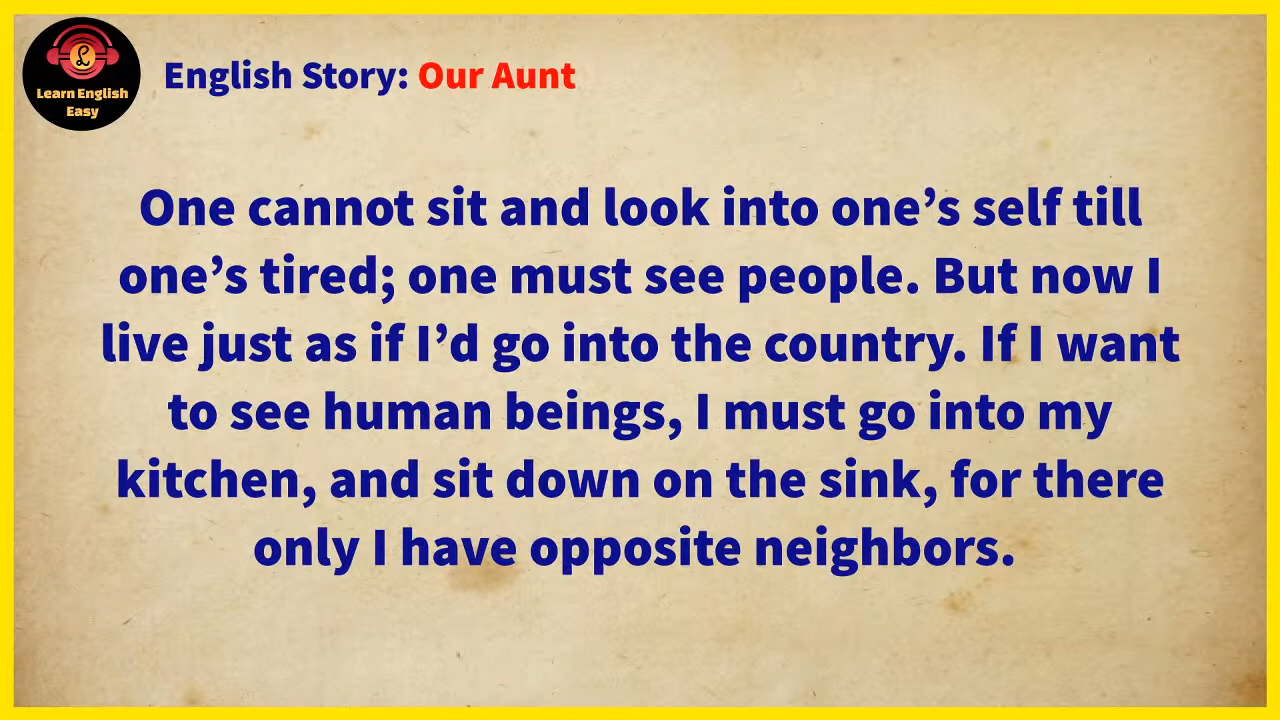 Learn English
Easy
English Story: Our Aunt
One cannot sit and look into one’s self till
one’s tired; one must see people. But now I
live just as if I’d go into the country. If I want
to see human beings, I must go into my
kitchen, and sit down on the sink, for there
only I have opposite neighbors.